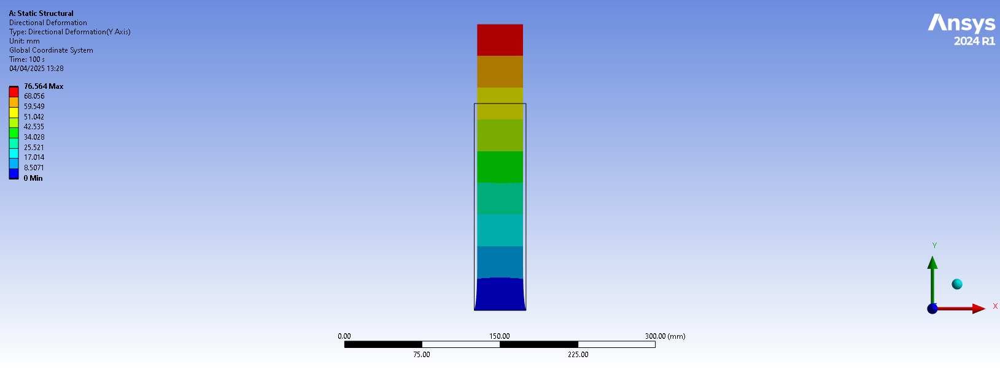 A: Static Structural
Directional Deformation
Type: Directional Deformation(Y Axis)
Unit: mm
Global Coordinate System
Time: 100 s
04/04/2025 13:28
76.564 Max
68.056
59.549
51.042
42.535
34.028
25.521
17.014
8.5071
0 Min
Ansys
2024 R1
0.00 150.00 300.00 (mm)
75.00 225.00
Y
X